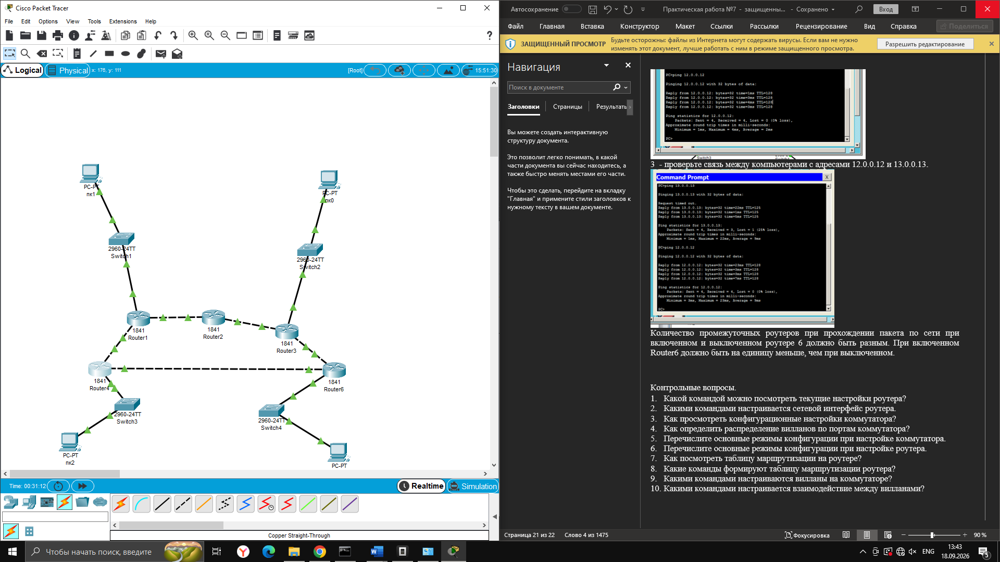 Cisco Packet Tracer
File Edit Options View Tools Extensions Help
Logical Physical x: 176, y: 111 [Root] 15:51:30
PC-PT
пк1
PC-PT
пк0
2960-24TT
Switch1
2960-24TT
Switch2
1841
Router1
1841
Router2
1841
Router3
1841
Router4
1841
Router6
2960-24TT
Switch3
2960-24TT
Switch4
PC-PT
пк2
PC-PT
Time: 00:31:12 Realtime Simulation
Copper Straight-Through
Автосохранение Практическая работа №7 - защищенны... - Сохранено Вход
Файл Главная Вставка Конструктор Макет Ссылки Рассылки Рецензирование Вид Справка Поделиться
ЗАЩИЩЕННЫЙ ПРОСМОТР Будьте осторожны: файлы из Интернета могут содержать вирусы. Если вам не нужно
изменять этот документ, лучше работать с ним в режиме защищенного просмотра. Разрешить редактирование
Навигация
Поиск в документе
Заголовки Страницы Результать
Вы можете создать интерактивную
структуру документа.
Это позволит легко понимать, в какой
части документа вы сейчас находитесь, а
также быстро менять местами его части.
Чтобы это сделать, перейдите на вкладку
"Главная" и примените стили заголовков к
нужному тексту в вашем документе.
PC>ping 12.0.0.12
Pinging 12.0.0.12 with 32 bytes of data:
Reply from 12.0.0.12: bytes=32 time=1ms TTL=128
Reply from 12.0.0.12: bytes=32 time=3ms TTL=128
Reply from 12.0.0.12: bytes=32 time=4ms TTL=128
Reply from 12.0.0.12: bytes=32 time=3ms TTL=128
Ping statistics for 12.0.0.12:
Packets: Sent = 4, Received = 4, Lost = 0 (0% loss),
Approximate round trip times in milli-seconds:
Minimum = 1ms, Maximum = 4ms, Average = 2ms
PC>
Switch3
3 - проверьте связь между компьютерами с адресами 12.0.0.12 и 13.0.0.13.
Command Prompt X
PC>ping 13.0.0.13
Pinging 13.0.0.13 with 32 bytes of data:
Request timed out.
Reply from 13.0.0.13: bytes=32 time=22ms TTL=125
Reply from 13.0.0.13: bytes=32 time=1ms TTL=125
Reply from 13.0.0.13: bytes=32 time=5ms TTL=125
Ping statistics for 13.0.0.13:
Packets: Sent = 4, Received = 3, Lost = 1 (25% loss),
Approximate round trip times in milli-seconds:
Minimum = 1ms, Maximum = 22ms, Average = 9ms
PC>ping 12.0.0.12
Pinging 12.0.0.12 with 32 bytes of data:
Reply from 12.0.0.12: bytes=32 time=23ms TTL=128
Reply from 12.0.0.12: bytes=32 time=3ms TTL=128
Reply from 12.0.0.12: bytes=32 time=3ms TTL=128
Reply from 12.0.0.12: bytes=32 time=7ms TTL=128
Ping statistics for 12.0.0.12:
Packets: Sent = 4, Received = 4, Lost = 0 (0% loss),
Approximate round trip times in milli-seconds:
Minimum = 3ms, Maximum = 23ms, Average = 9ms
PC>
Количество промежуточных роутеров при прохождении пакета по сети при
включенном и выключенном роутере 6 должно быть разным. При включенном
Router6 должно быть на единицу меньше, чем при выключенном.
Контрольные вопросы.
1. Какой командой можно посмотреть текущие настройки роутера?
2. Какими командами настраивается сетевой интерфейс роутера.
3. Как просмотреть конфигурационные настройки коммутатора?
4. Как определить распределение вилланов по портам коммутатора?
5. Перечислите основные режимы конфигурации при настройке коммутатора.
6. Перечислите основные режимы конфигурации при настройке роутера.
7. Как посмотреть таблицу маршрутизации на роутере?
8. Какие команды формируют таблицу маршрутизации роутера?
9. Какими командами настраиваются вилланы на коммутаторе?
10. Какими командами настраивается взаимодействие между вилланами?
Страница 21 из 22 Слово 4 из 1475 Фокусировка 90 %
Чтобы начать поиск, введите
ENG 13:43
18.09.2026
5